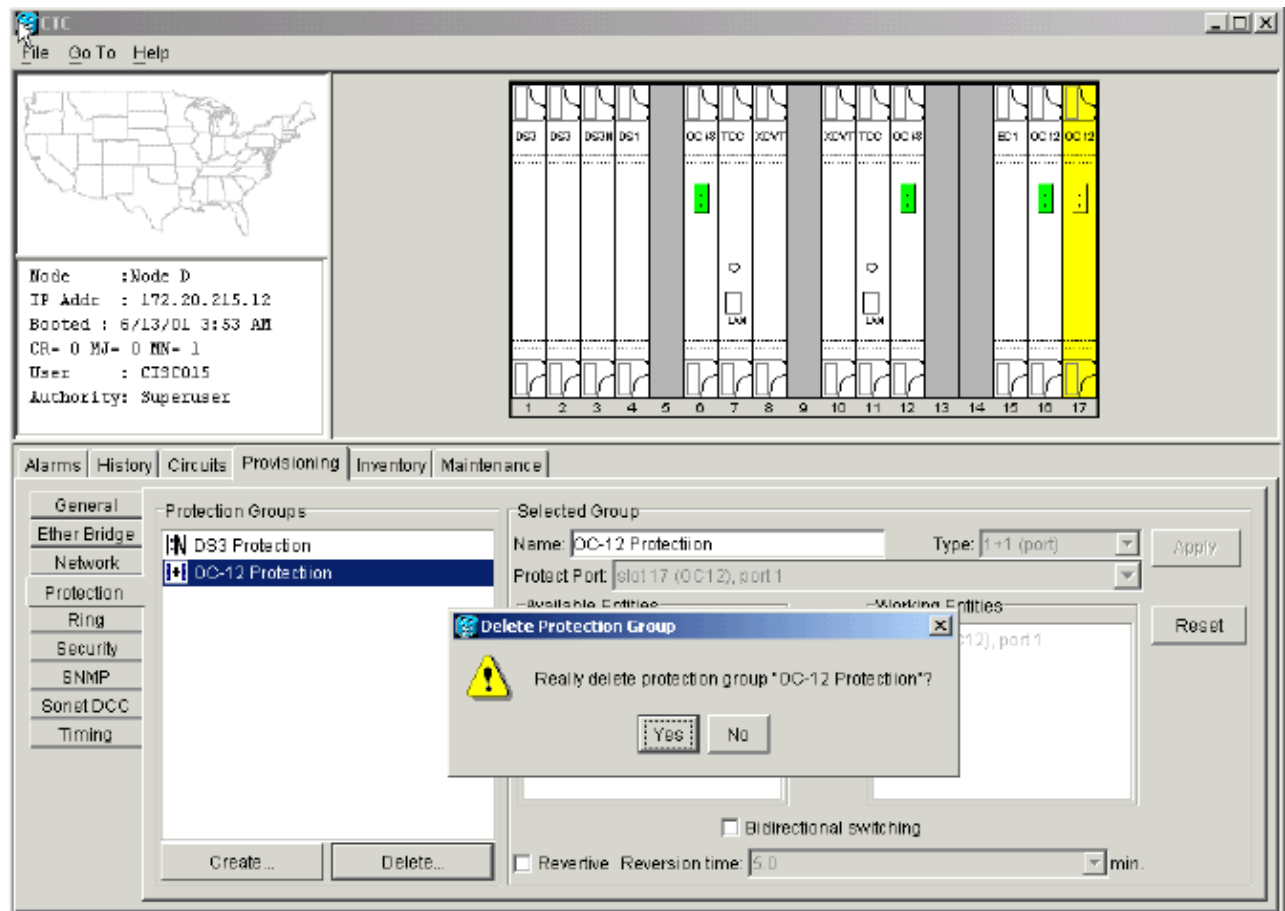 CTC
File Go To Help
DS3 DS3 DS3N DS1 OC48 TCC XCVT XCVT TCC OC48 EC1 OC12 OC12
LAN LAN
1 2 3 4 5 6 7 8 9 10 11 12 13 14 15 16 17
Node :Node D
IP Addr : 172.20.215.12
Booted : 6/13/01 3:53 AM
CR= 0 MJ= 0 MN= 1
User : CISCO15
Authority: Superuser
Alarms History Circuits Provisioning Inventory Maintenance
General
Ether Bridge
Network
Protection
Ring
Security
SNMP
Sonet DCC
Timing
Protection Groups
1:N DS3 Protection
1+1 OC-12 Protectiion
Create... Delete...
Selected Group
Name: OC-12 Protectiion Type: 1+1 (port) Apply
Protect Port: slot 17 (OC12), port 1
Available Entities Working Entities
C12), port 1
Reset
Delete Protection Group
Really delete protection group "OC-12 Protectiion"?
Yes No
Bidirectional switching
Revertive Reversion time: 5.0 min.